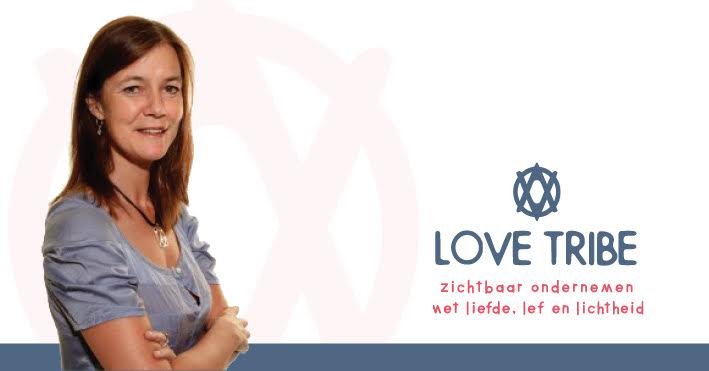 LOVE TRIBE
zichtbaar ondernemen
met liefde, lef en lichtheid